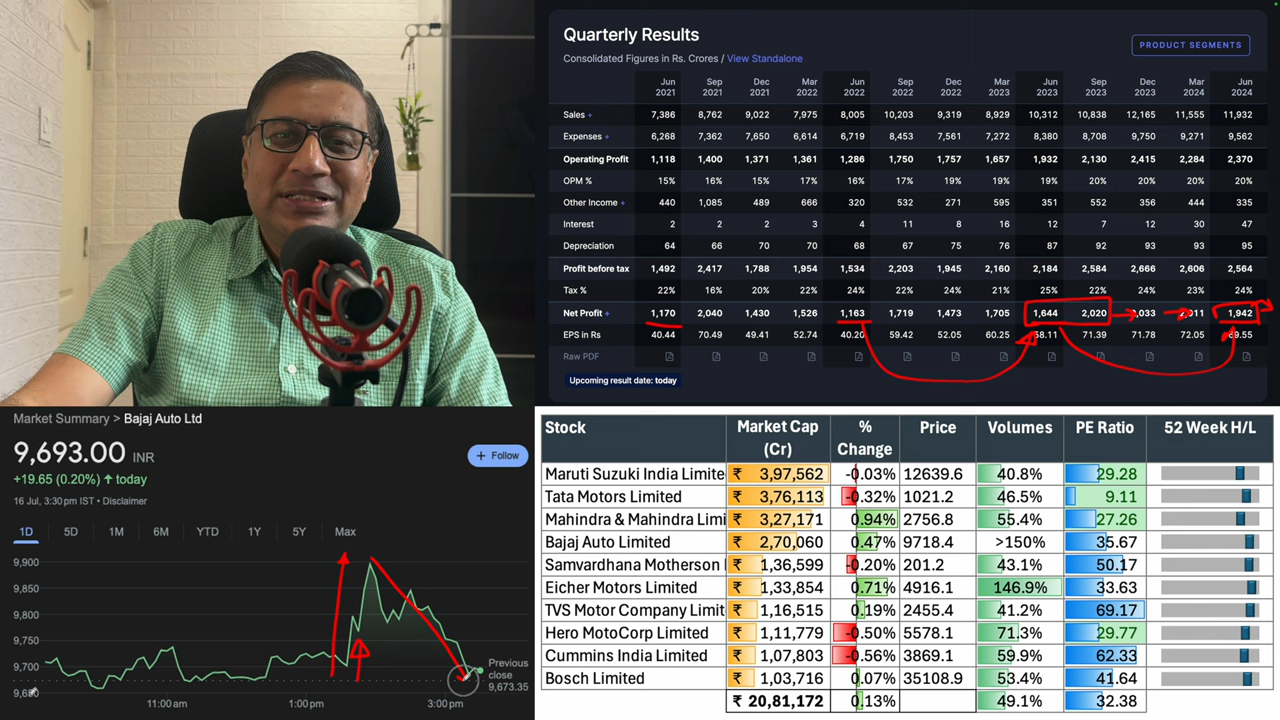 Quarterly Results
PRODUCT SEGMENTS
Consolidated Figures in Rs. Crores / View Standalone
Jun 2021 Sep 2021 Dec 2021 Mar 2022 Jun 2022 Sep 2022 Dec 2022 Mar 2023 Jun 2023 Sep 2023 Dec 2023 Mar 2024 Jun 2024
Sales + 7,386 8,762 9,022 7,975 8,005 10,203 9,319 8,929 10,312 10,838 12,165 11,555 11,932
Expenses + 6,268 7,362 7,650 6,614 6,719 8,453 7,561 7,272 8,380 8,708 9,750 9,271 9,562
Operating Profit 1,118 1,400 1,371 1,361 1,286 1,750 1,757 1,657 1,932 2,130 2,415 2,284 2,370
OPM % 15% 16% 15% 17% 16% 17% 19% 19% 19% 20% 20% 20% 20%
Other Income + 440 1,085 489 666 320 532 271 595 351 552 356 444 335
Interest 2 2 2 3 4 11 8 16 12 7 12 30 47
Depreciation 64 66 70 70 68 67 75 76 87 92 93 93 95
Profit before tax 1,492 2,417 1,788 1,954 1,534 2,203 1,945 2,160 2,184 2,584 2,666 2,606 2,564
Tax % 22% 16% 20% 22% 24% 22% 24% 21% 25% 22% 24% 23% 24%
Net Profit + 1,170 2,040 1,430 1,526 1,163 1,719 1,473 1,705 1,644 2,020 1,942
EPS in Rs 40.44 70.49 49.41 52.74 40.20 59.42 52.05 60.25 58.11 71.39 71.78 72.05 69.55
Raw PDF
Upcoming result date: today
Market Summary > Bajaj Auto Ltd
9,693.00 INR
+ Follow
+19.65 (0.20%) ↑ today
16 Jul, 3:30 pm IST • Disclaimer
1D 5D 1M 6M YTD 1Y 5Y Max
9,900
9,850
9,800
9,750
9,700
Previous close 9,673.35
11:00 am 1:00 pm 3:00 pm
Stock Market Cap (Cr) % Change Price Volumes PE Ratio 52 Week H/L
Maruti Suzuki India Limite ₹ 3,97,562 -0.03% 12639.6 40.8% 29.28
Tata Motors Limited ₹ 3,76,113 -0.32% 1021.2 46.5% 9.11
Mahindra & Mahindra Limi ₹ 3,27,171 0.94% 2756.8 55.4% 27.26
Bajaj Auto Limited ₹ 2,70,060 0.47% 9718.4 >150% 35.67
Samvardhana Motherson ₹ 1,36,599 -0.20% 201.2 43.1% 50.17
Eicher Motors Limited ₹ 1,33,854 0.71% 4916.1 146.9% 33.63
TVS Motor Company Limit ₹ 1,16,515 0.19% 2455.4 41.2% 69.17
Hero MotoCorp Limited ₹ 1,11,779 -0.50% 5578.1 71.3% 29.77
Cummins India Limited ₹ 1,07,803 -0.56% 3869.1 59.9% 62.33
Bosch Limited ₹ 1,03,716 0.07% 35108.9 53.4% 41.64
₹ 20,81,172 0.13% 49.1% 32.38